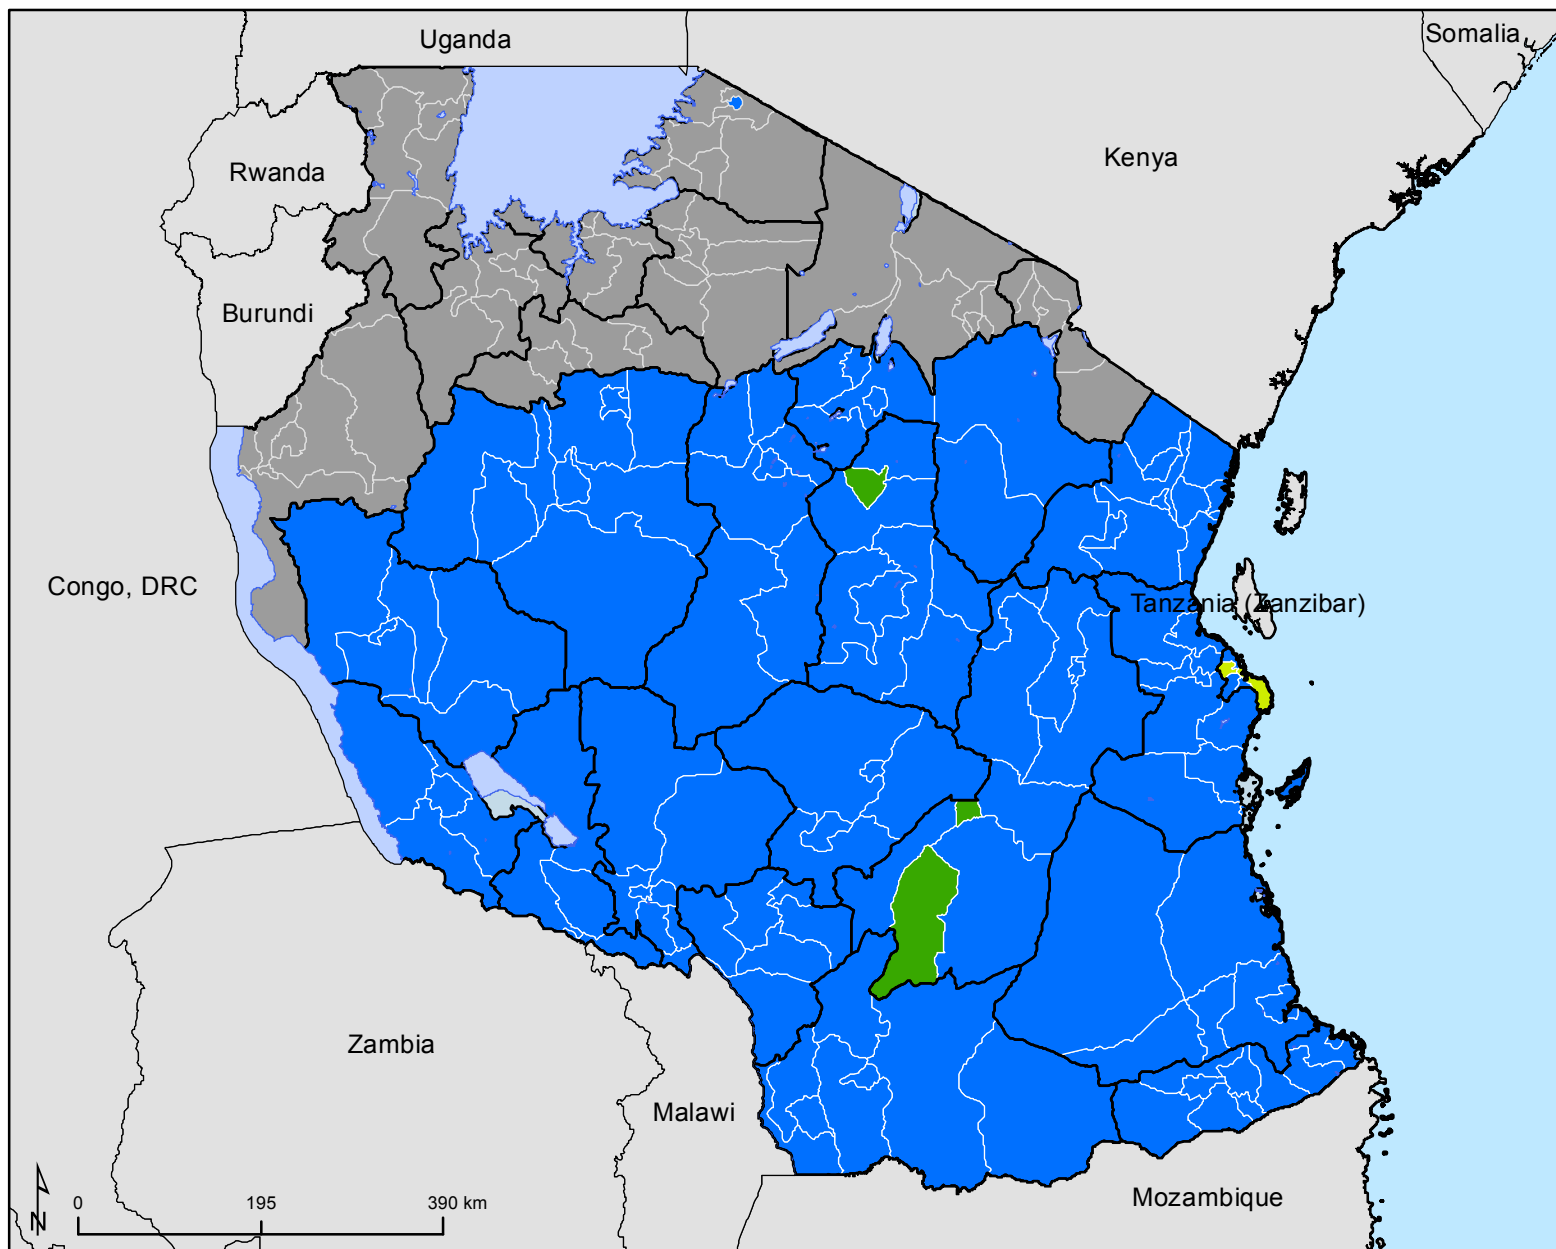 Uganda
Somalia
Kenya
Rwanda
Burundi
Congo, DRC
Tanzania (Zanzibar)
Zambia
Malawi
Mozambique
N
0 195 390 km